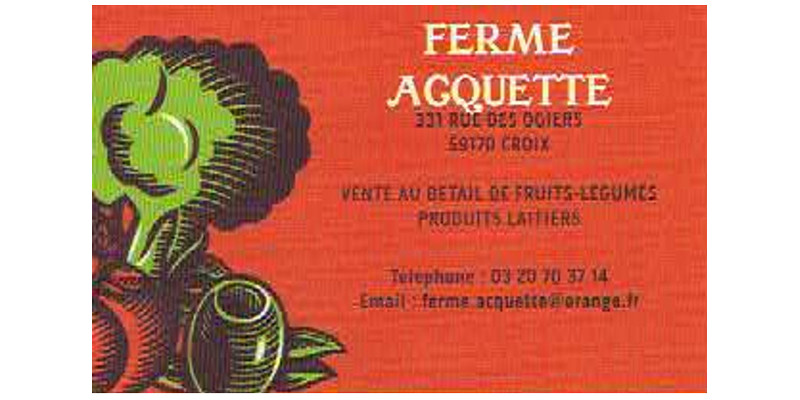 FERME
ACQUETTE
331 RUE DES OGIERS
59170 CROIX
VENTE AU DETAIL DE FRUITS-LEGUMES
PRODUITS LAITIERS
Telephone : 03 20 70 37 14
Email : ferme.acquette@orange.fr